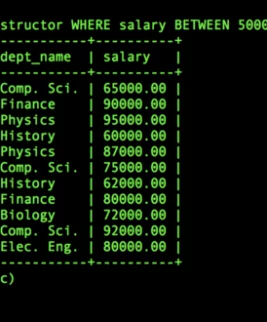 structor WHERE salary BETWEEN 5000
-----------+----------+
dept_name | salary |
-----------+----------+
Comp. Sci. | 65000.00 |
Finance | 90000.00 |
Physics | 95000.00 |
History | 60000.00 |
Physics | 87000.00 |
Comp. Sci. | 75000.00 |
History | 62000.00 |
Finance | 80000.00 |
Biology | 72000.00 |
Comp. Sci. | 92000.00 |
Elec. Eng. | 80000.00 |
-----------+----------+
c)